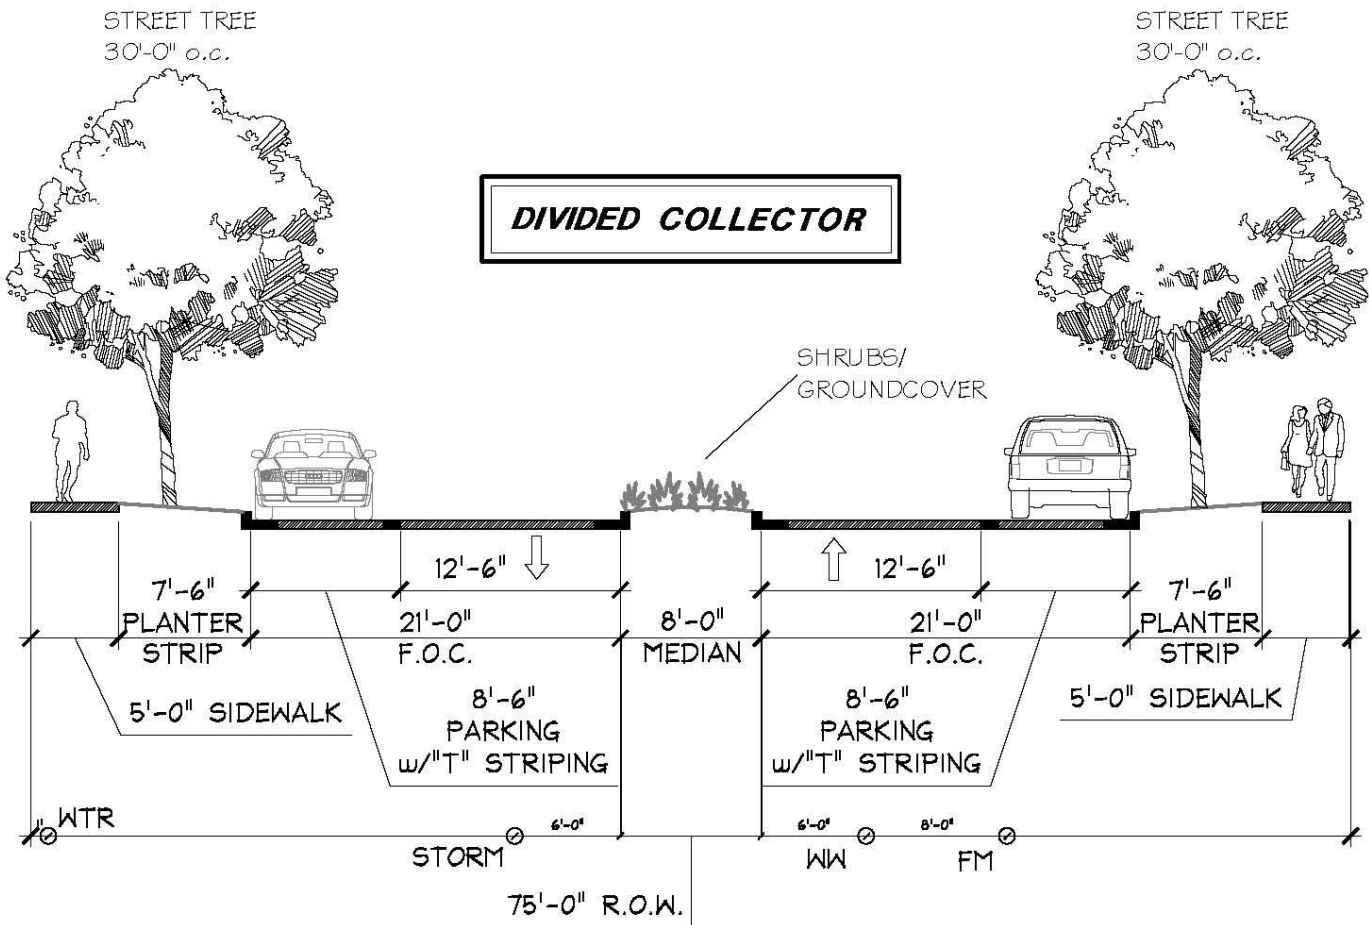 STREET TREE
30'-0" o.c.
STREET TREE
30'-0" o.c.
DIVIDED COLLECTOR
SHRUBS/
GROUNDCOVER
12'-6"
12'-6"
7'-6"
PLANTER
STRIP
21'-0"
F.O.C.
8'-0"
MEDIAN
21'-0"
F.O.C.
7'-6"
PLANTER
STRIP
5'-0" SIDEWALK
8'-6"
PARKING
w/"T" STRIPING
8'-6"
PARKING
w/"T" STRIPING
5'-0" SIDEWALK
1'
WTR
STORM
6'-0"
6'-0"
WW
8'-0"
FM
75'-0" R.O.W.